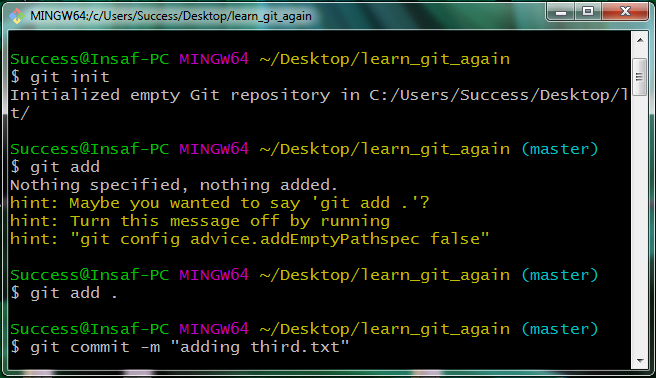 MINGW64:/c/Users/Success/Desktop/learn_git_again
Success@Insaf-PC MINGW64 ~/Desktop/learn_git_again
$ git init
Initialized empty Git repository in C:/Users/Success/Desktop/l
t/
Success@Insaf-PC MINGW64 ~/Desktop/learn_git_again (master)
$ git add
Nothing specified, nothing added.
hint: Maybe you wanted to say 'git add .'?
hint: Turn this message off by running
hint: "git config advice.addEmptyPathspec false"
Success@Insaf-PC MINGW64 ~/Desktop/learn_git_again (master)
$ git add .
Success@Insaf-PC MINGW64 ~/Desktop/learn_git_again (master)
$ git commit -m "adding third.txt"